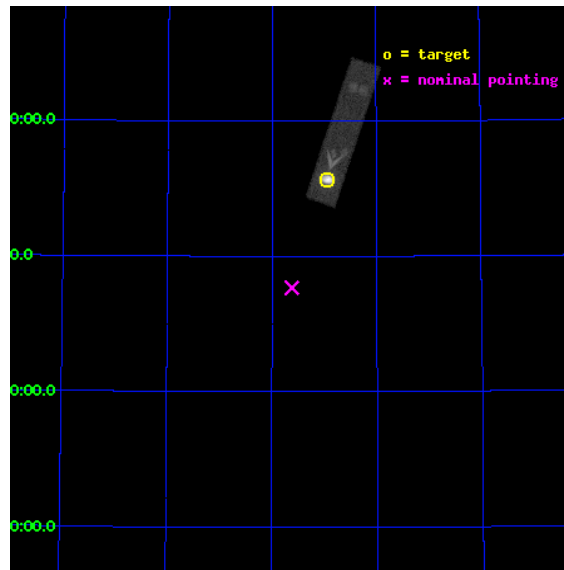 o = target
x = nominal pointing
0:00.0
0.0
0:00.0
0:00.0